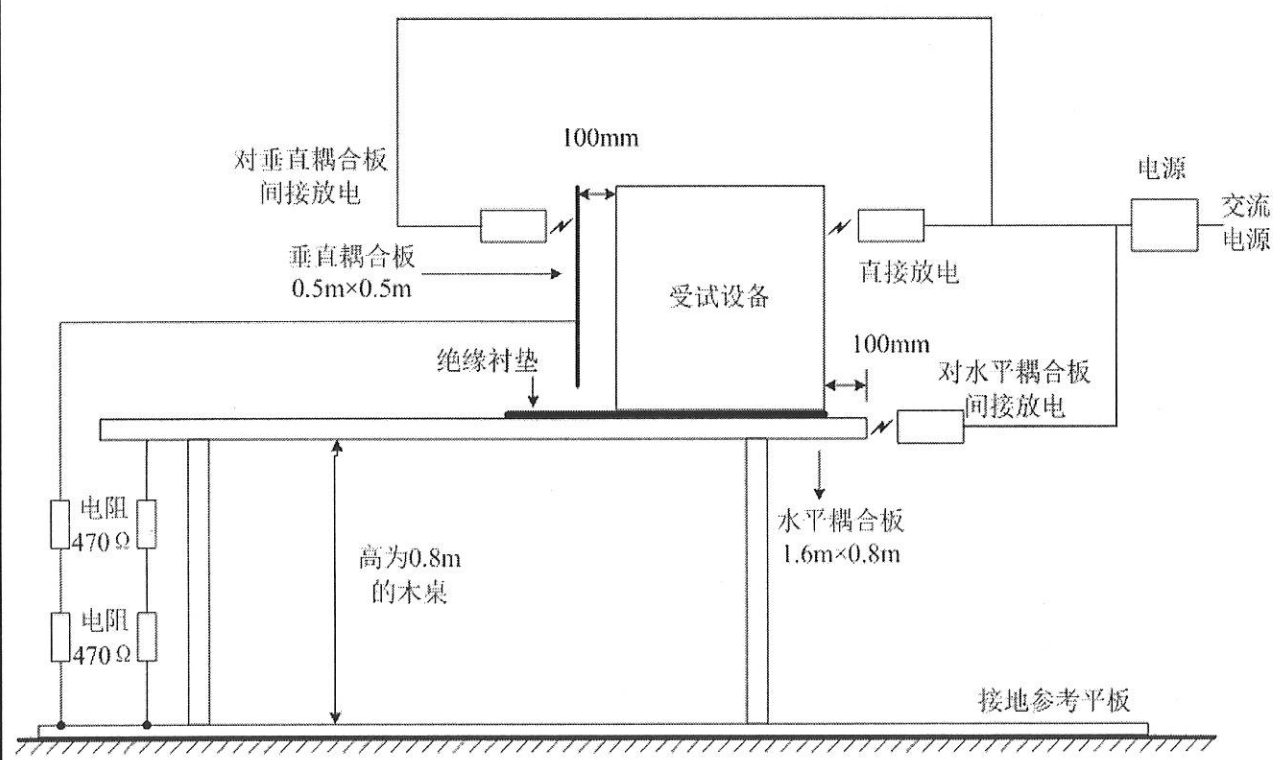 100mm
对垂直耦合板
间接放电
电源
交流
电源
垂直耦合板
0.5m×0.5m
直接放电
受试设备
100mm
绝缘衬垫
对水平耦合板
间接放电
电阻
470Ω
水平耦合板
1.6m×0.8m
高为0.8m
的木桌
电阻
470Ω
接地参考平板